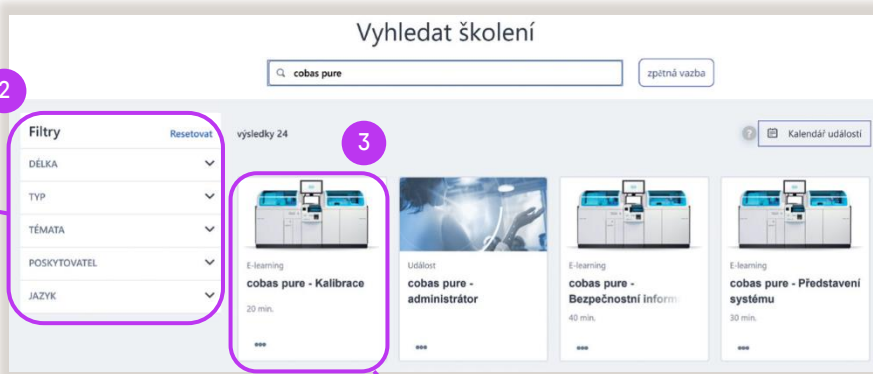 Vyhledat školení
cobas pure
zpětná vazba
2
Filtry
Resetovat
výsledky 24
3
?
Kalendář událostí
DÉLKA
TYP
TÉMATA
POSKYTOVATEL
JAZYK
E-learning
cobas pure - Kalibrace
20 min.
Událost
cobas pure -
administrátor
E-learning
cobas pure -
Bezpečnostní inform
40 min.
E-learning
cobas pure - Představení
systému
30 min.